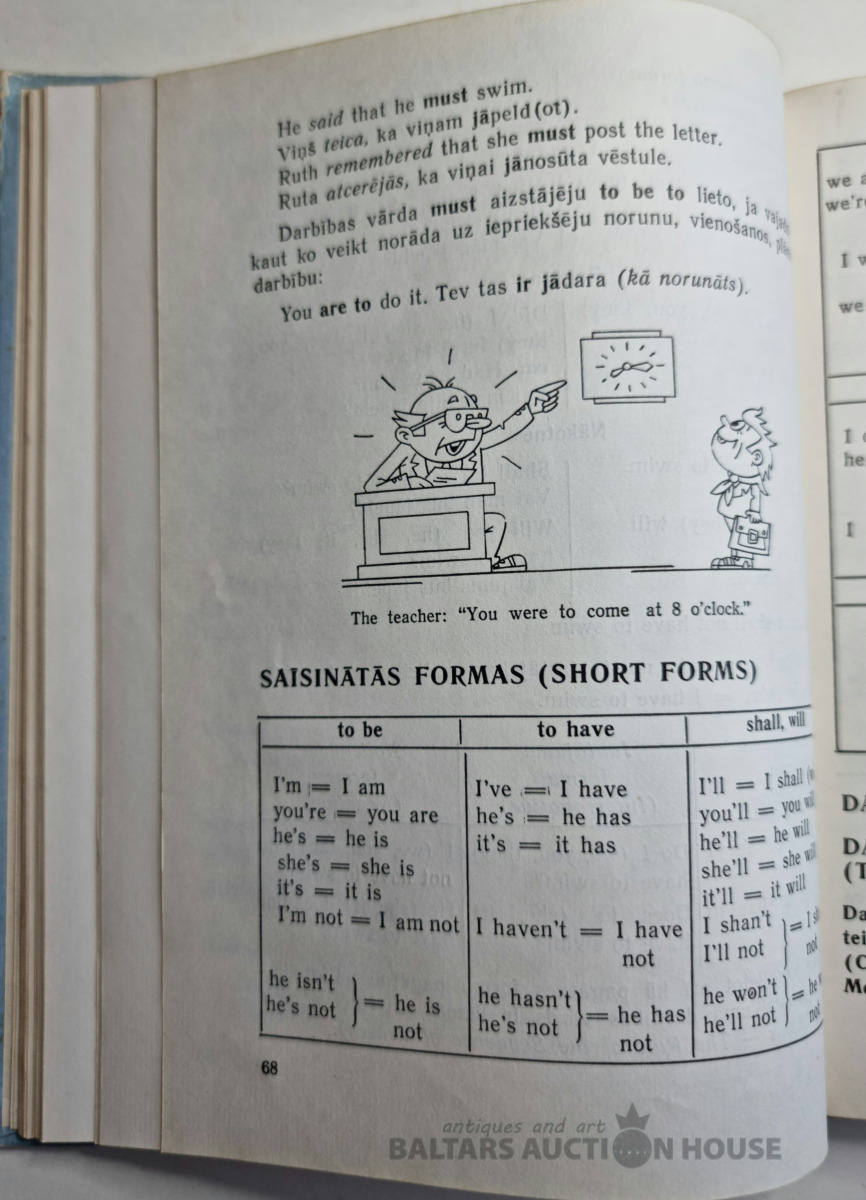 He said that he must swim.
Viņš teica, ka viņam jāpeld(ot).
Ruth remembered that she must post the letter.
Ruta atcerējās, ka viņai jānosūta vēstule.
Darbības vārda must aizstājēju to be to lieto, ja
kaut ko veikt norāda uz iepriekšēju norunu, vienošanos,
darbību:
You are to do it. Tev tas ir jādara (kā norunāts).
The teacher: "You were to come at 8 o'clock."
SAĪSINĀTĀS FORMAS (SHORT FORMS)
to be to have shall, will
I'm = I am I've = I have I'll = I shall
you're = you are he's = he has you'll = you
he's = he is it's = it has he'll = he will
she's = she is she'll = she
it's = it is it'll = it will
I'm not = I am not I haven't = I have not I shan't I'll not = I
he isn't he's not = he is not he hasn't he's not = he has not he won't he'll not = he
68
we
I
we
I
he
I
antiques and art
BALTARS AUCTION HOUSE